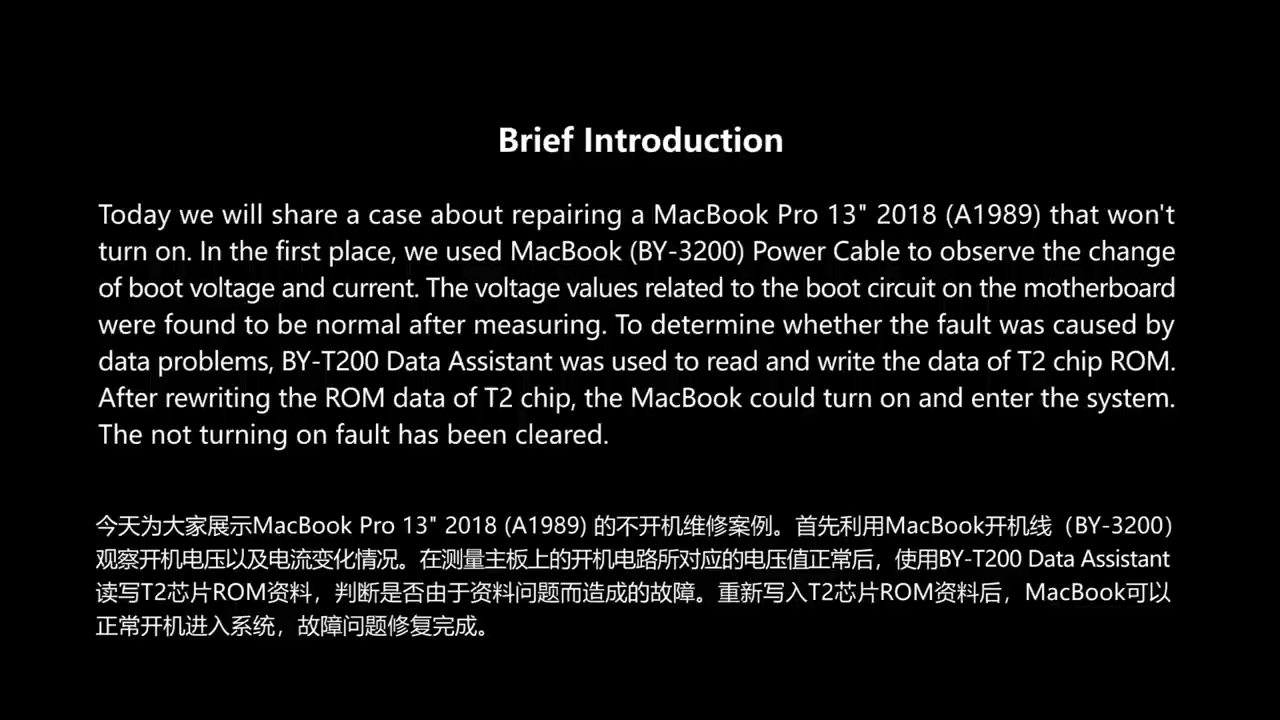 Brief Introduction
Today we will share a case about repairing a MacBook Pro 13" 2018 (A1989) that won't
turn on. In the first place, we used MacBook (BY-3200) Power Cable to observe the change
of boot voltage and current. The voltage values related to the boot circuit on the motherboard
were found to be normal after measuring. To determine whether the fault was caused by
data problems, BY-T200 Data Assistant was used to read and write the data of T2 chip ROM.
After rewriting the ROM data of T2 chip, the MacBook could turn on and enter the system.
The not turning on fault has been cleared.
今天为大家展示MacBook Pro 13" 2018 (A1989) 的不开机维修案例。首先利用MacBook开机线（BY-3200）
观察开机电压以及电流变化情况。在测量主板上的开机电路所对应的电压值正常后，使用BY-T200 Data Assistant
读写T2芯片ROM资料，判断是否由于资料问题而造成的故障。重新写入T2芯片ROM资料后，MacBook可以
正常开机进入系统，故障问题修复完成。